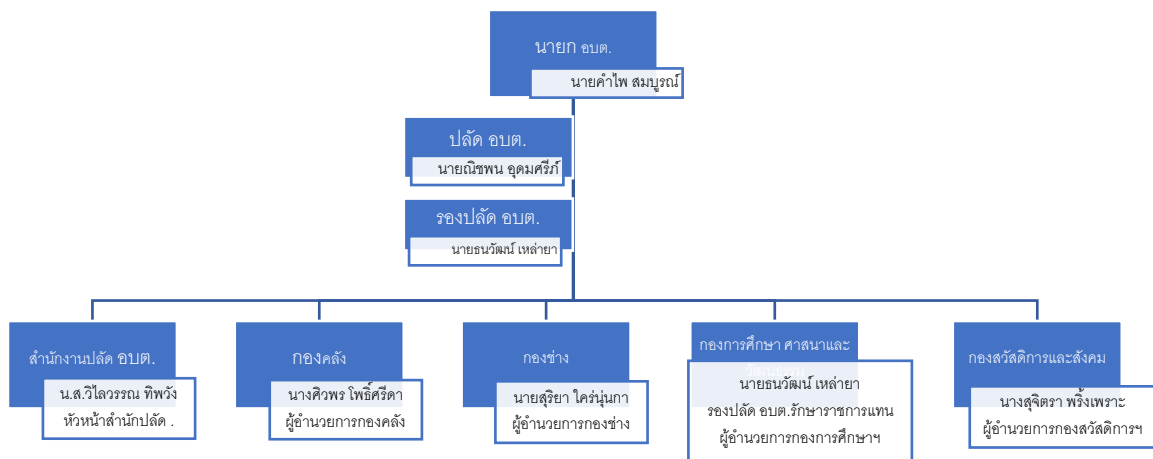 นายก อบต.
นายคำไพ สมบูรณ์
ปลัด อบต.
นายณิชพน อุดมศรีภ์
รองปลัด อบต.
นายธนวัฒน์ เหล่ายา
สำนักงานปลัด อบต.
น.ส.วิไลวรรณ ทิพวัง
หัวหน้าสำนักปลัด .
กองคลัง
นางศิวพร โพธิ์ศรีดา
ผู้อำนวยการกองคลัง
กองช่าง
นายสุริยา ใคร่นุ่นกา
ผู้อำนวยการกองช่าง
กองการศึกษา ศาสนาและ
วัฒนธรรม
นายธนวัฒน์ เหล่ายา
รองปลัด อบต.รักษาราชการแทน
ผู้อำนวยการกองการศึกษาฯ
กองสวัสดิการและสังคม
นางสุจิตรา พริ้งเพราะ
ผู้อำนวยการกองสวัสดิการฯ